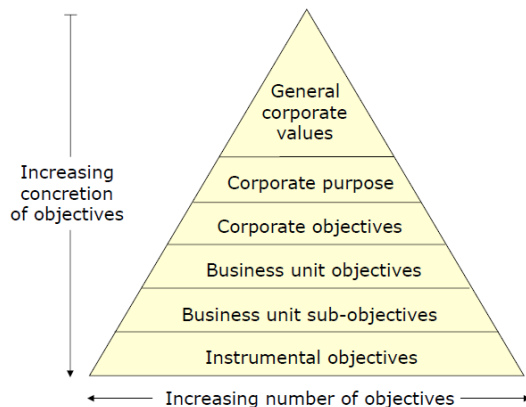 General
corporate
values
Increasing
concretion
of objectives
Corporate purpose
Corporate objectives
Business unit objectives
Business unit sub-objectives
Instrumental objectives
Increasing number of objectives